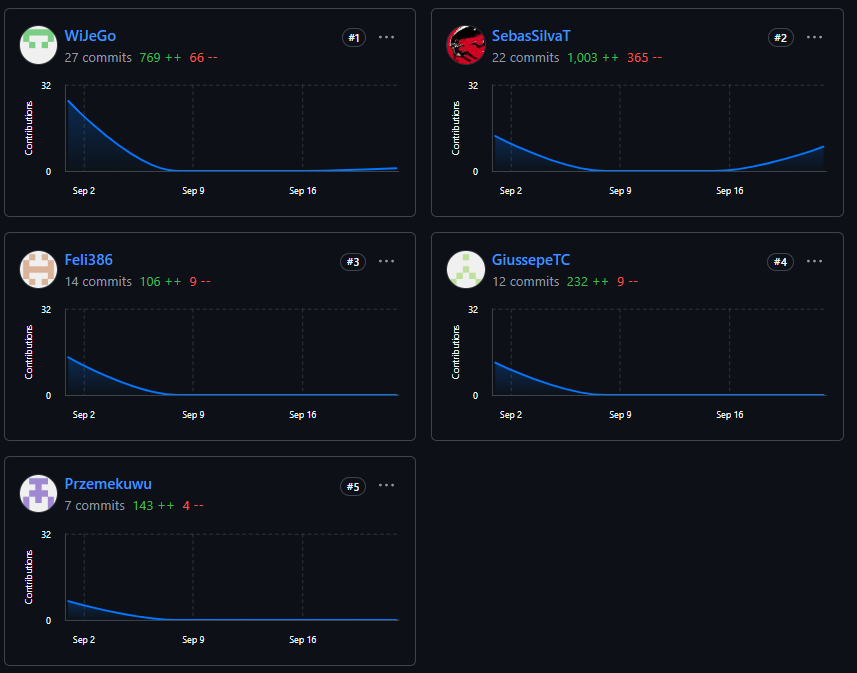 WiJeGo #1 ...
27 commits 769 ++ 66 --
32
Contributions
0
Sep 2 Sep 9 Sep 16
SebasSilvaT #2 ...
22 commits 1,003 ++ 365 --
32
Contributions
0
Sep 2 Sep 9 Sep 16
Feli386 #3 ...
14 commits 106 ++ 9 --
32
Contributions
0
Sep 2 Sep 9 Sep 16
GiussepeTC #4 ...
12 commits 232 ++ 9 --
32
Contributions
0
Sep 2 Sep 9 Sep 16
Przemekuwu #5 ...
7 commits 143 ++ 4 --
32
Contributions
0
Sep 2 Sep 9 Sep 16